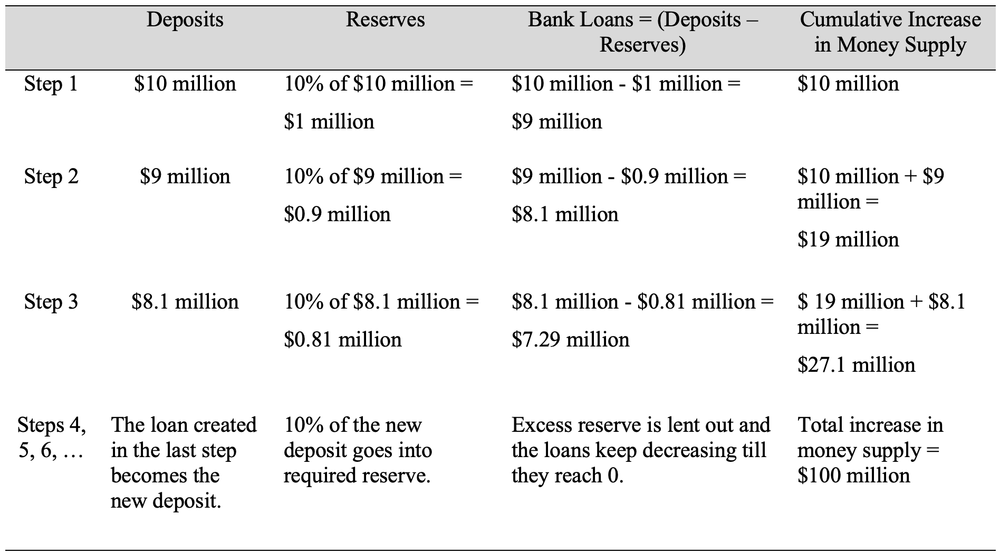 Deposits Reserves Bank Loans = (Deposits – Cumulative Increase
Reserves) in Money Supply
Step 1 $10 million 10% of $10 million = $10 million - $1 million = $10 million
$1 million $9 million
Step 2 $9 million 10% of $9 million = $9 million - $0.9 million = $10 million + $9
million =
$0.9 million $8.1 million
$19 million
Step 3 $8.1 million 10% of $8.1 million = $8.1 million - $0.81 million = $ 19 million + $8.1
million =
$0.81 million $7.29 million
$27.1 million
Steps 4, The loan created 10% of the new Excess reserve is lent out and Total increase in
5, 6, … in the last step deposit goes into the loans keep decreasing till money supply =
becomes the required reserve. they reach 0. $100 million
new deposit.